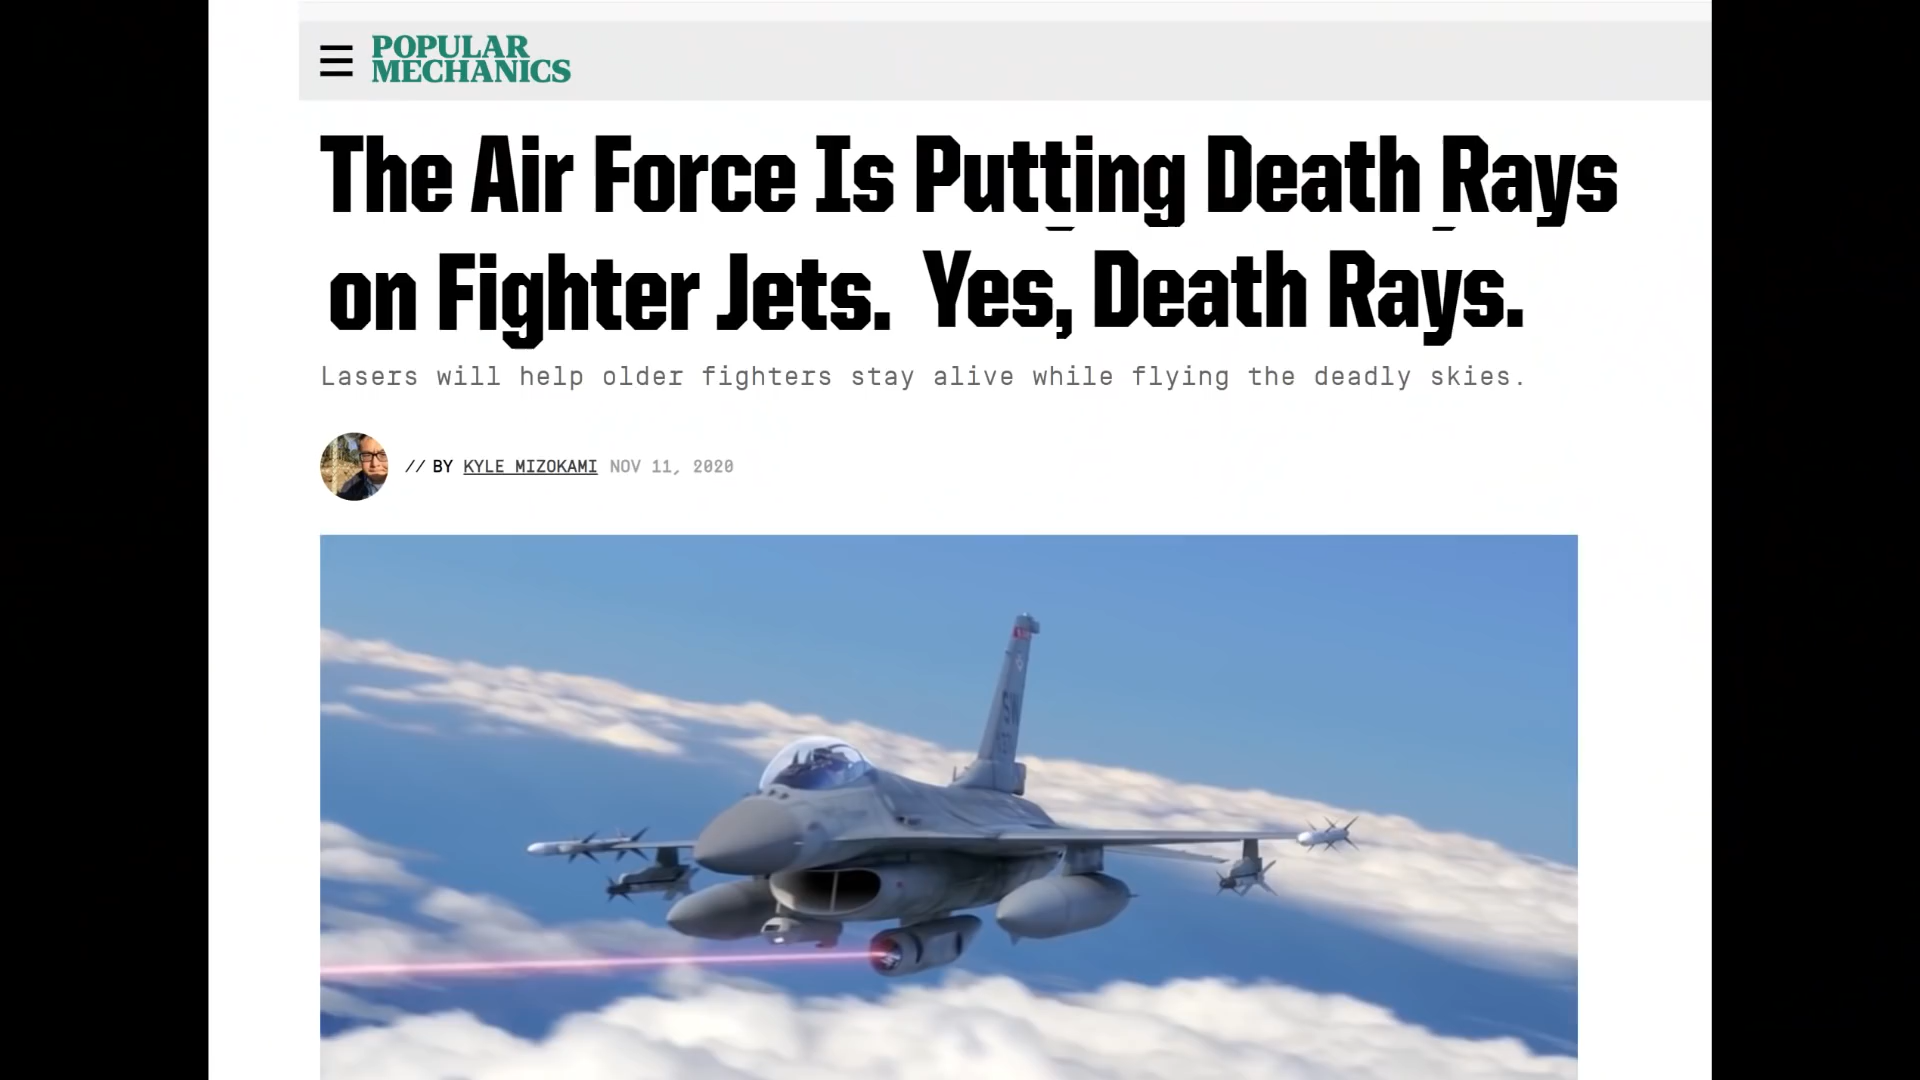 POPULAR
MECHANICS
The Air Force Is Putting Death Rays
on Fighter Jets. Yes, Death Rays.
Lasers will help older fighters stay alive while flying the deadly skies.
// BY KYLE MIZOKAMI NOV 11, 2020
SW